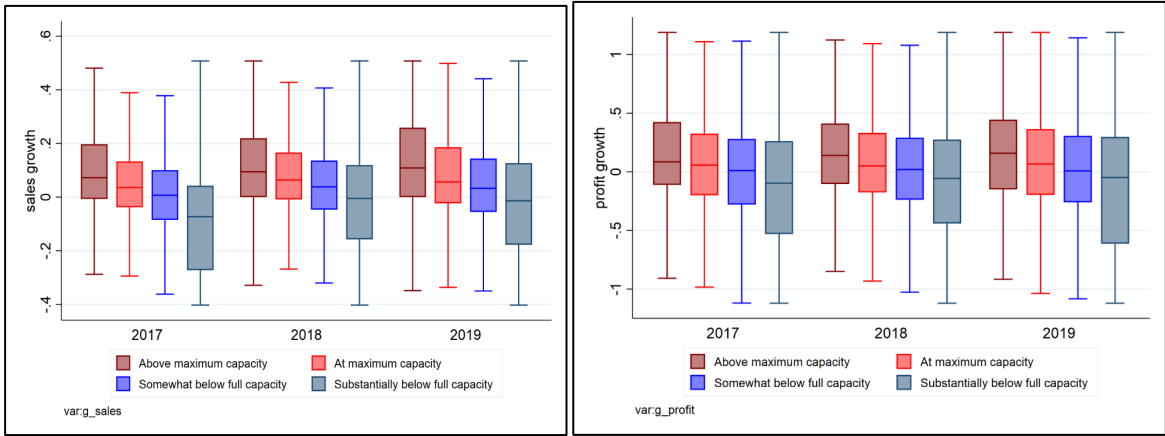 sales growth
.6
.4
.2
0
-.2
-.4
2017 2018 2019
Above maximum capacity At maximum capacity
Somewhat below full capacity Substantially below full capacity
var:g_sales
profit growth
1
.5
0
-.5
-1
2017 2018 2019
Above maximum capacity At maximum capacity
Somewhat below full capacity Substantially below full capacity
var:g_profit